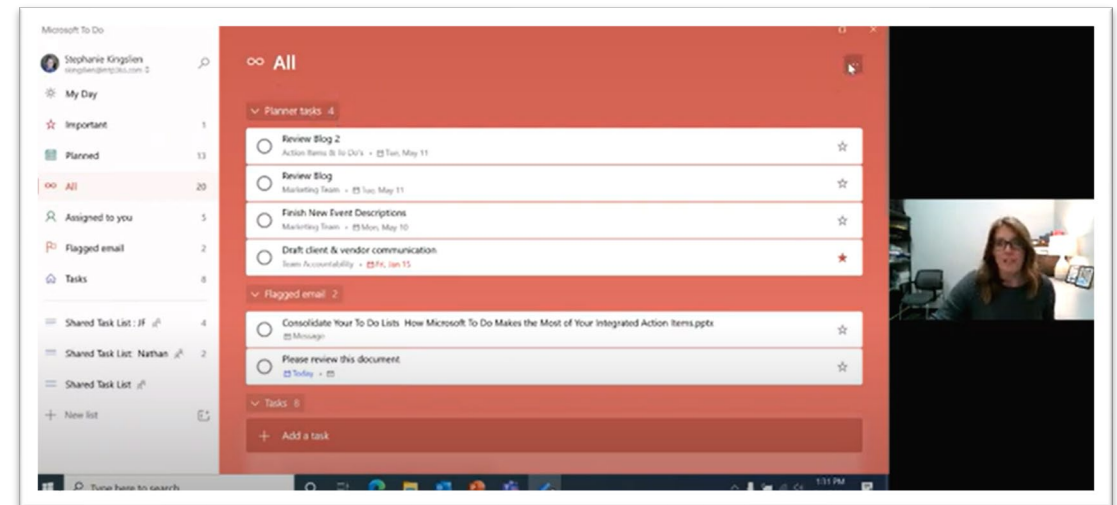 Microsoft To Do
Stephanie Kingslien
My Day
Important 1
Planned 13
All 20
Assigned to you 5
Flagged email 2
Tasks 8
Shared Task List : JF 4
Shared Task List: Nathan 2
Shared Task List
New list
All
Planner tasks 4
Review Blog 2
Action Items & To Do's • Tue, May 11
Review Blog
Marketing Team • Tue, May 11
Finish New Event Descriptions
Marketing Team • Mon, May 10
Draft client & vendor communication
Team Accountability • Fri, Jan 15
Flagged email 2
Consolidate Your To Do Lists How Microsoft To Do Makes the Most of Your Integrated Action Items.pptx
Message
Please review this document
Today •
Tasks 8
Add a task
Type here to search
1:31 PM